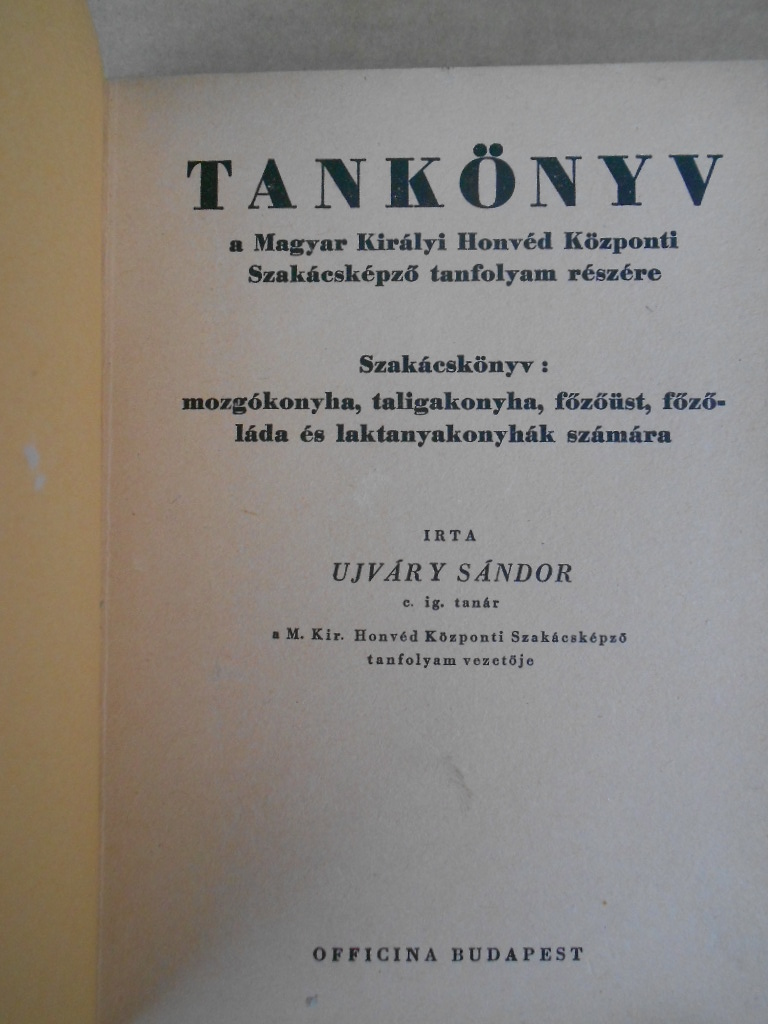 TANKÖNYV
a Magyar Királyi Honvéd Központi
Szakácsképző tanfolyam részére
Szakácskönyv :
mozgókonyha, taligakonyha, főzőüst, főző-
láda és laktanyakonyhák számára
IRTA
UJVÁRY SÁNDOR
c. ig. tanár
a M. Kir. Honvéd Központi Szakácsképző
tanfolyam vezetője
OFFICINA BUDAPEST